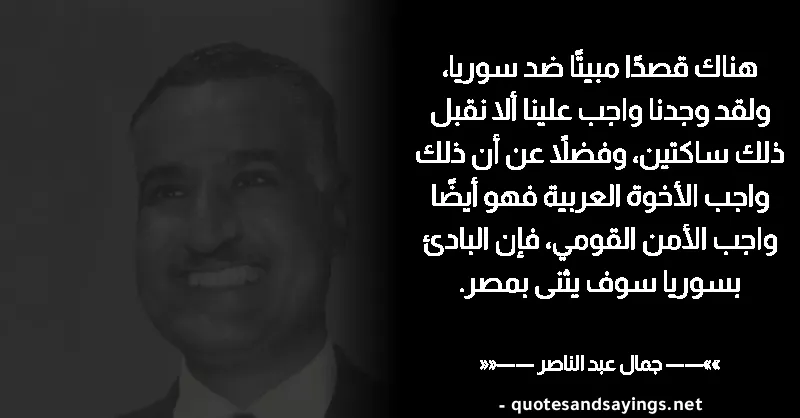 هناك قصدًا مبيتًا ضد سوريا،
ولقد وجدنا واجب علينا ألا نقبل
ذلك ساكتين، وفضلًا عن أن ذلك
واجب الأخوة العربية فهو أيضًا
واجب الأمن القومي، فإن البادئ
بسوريا سوف يثنى بمصر.
»—— جمال عبد الناصر ——««
- quotesandsayings.net